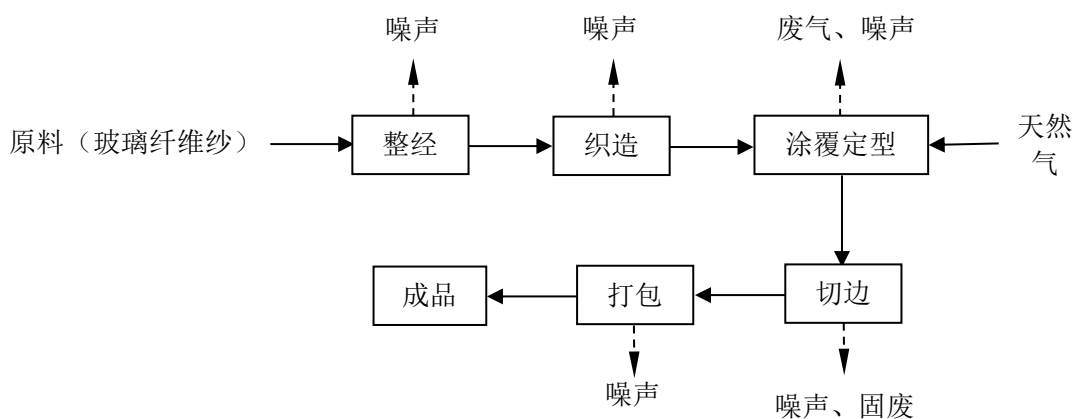 噪声
噪声
废气、噪声
原料（玻璃纤维纱）
整经
织造
涂覆定型
天然
气
成品
打包
切边
噪声
噪声、固废